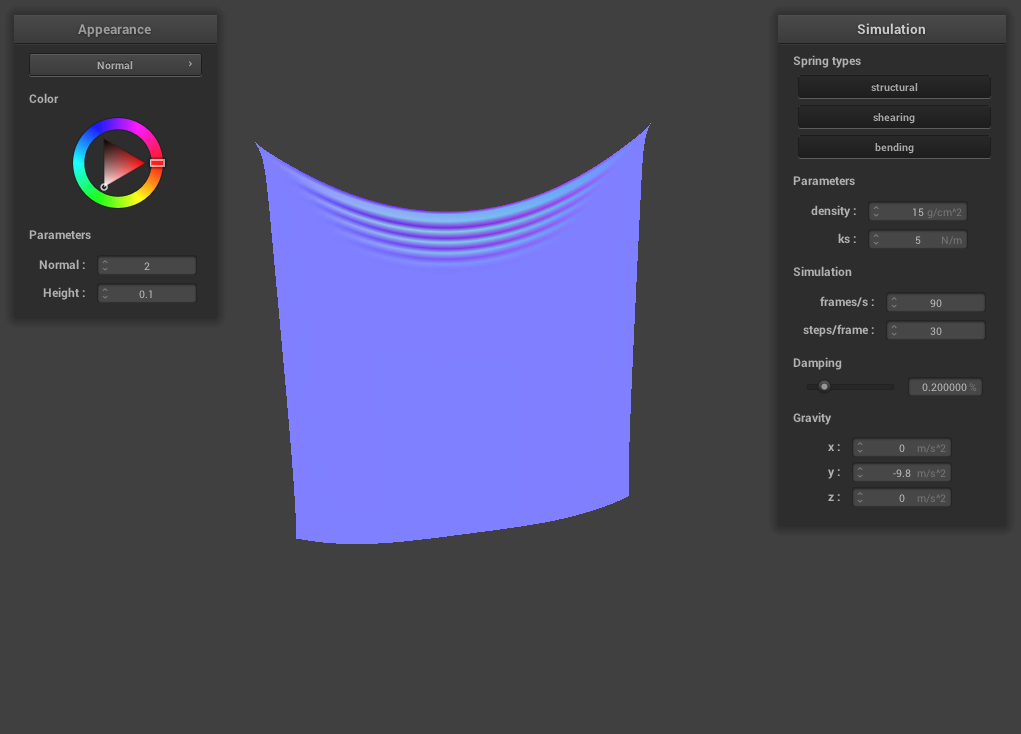 Appearance
Normal ›
Color
Parameters
Normal : 2
Height : 0.1
Simulation
Spring types
structural
shearing
bending
Parameters
density : 15 g/cm^2
ks : 5 N/m
Simulation
frames/s : 90
steps/frame : 30
Damping
0.200000 %
Gravity
x : 0 m/s^2
y : -9.8 m/s^2
z : 0 m/s^2